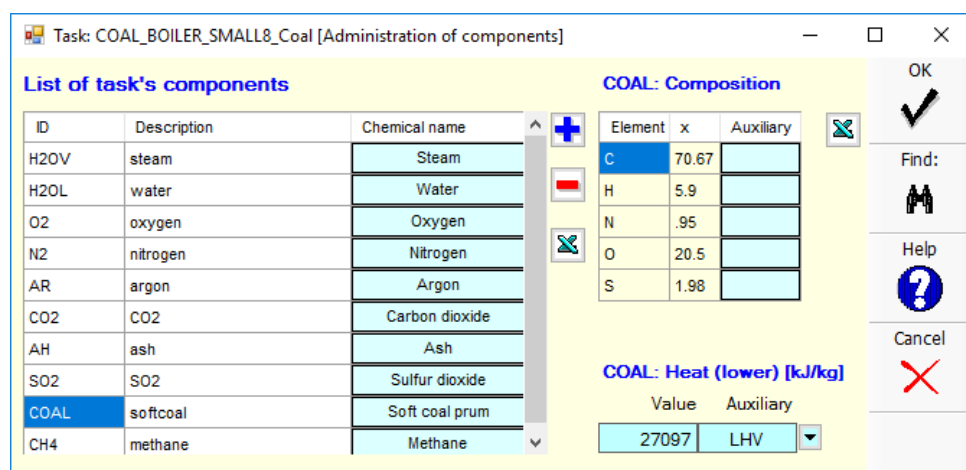 Task: COAL_BOILER_SMALL8_Coal [Administration of components]
List of task's components
ID Description Chemical name
H2OV steam Steam
H2OL water Water
O2 oxygen Oxygen
N2 nitrogen Nitrogen
AR argon Argon
CO2 CO2 Carbon dioxide
AH ash Ash
SO2 SO2 Sulfur dioxide
COAL softcoal Soft coal prum
CH4 methane Methane
COAL: Composition
Element x Auxiliary
C 70.67
H 5.9
N .95
O 20.5
S 1.98
COAL: Heat (lower) [kJ/kg]
Value Auxiliary
27097 LHV
OK
Find:
Help
Cancel